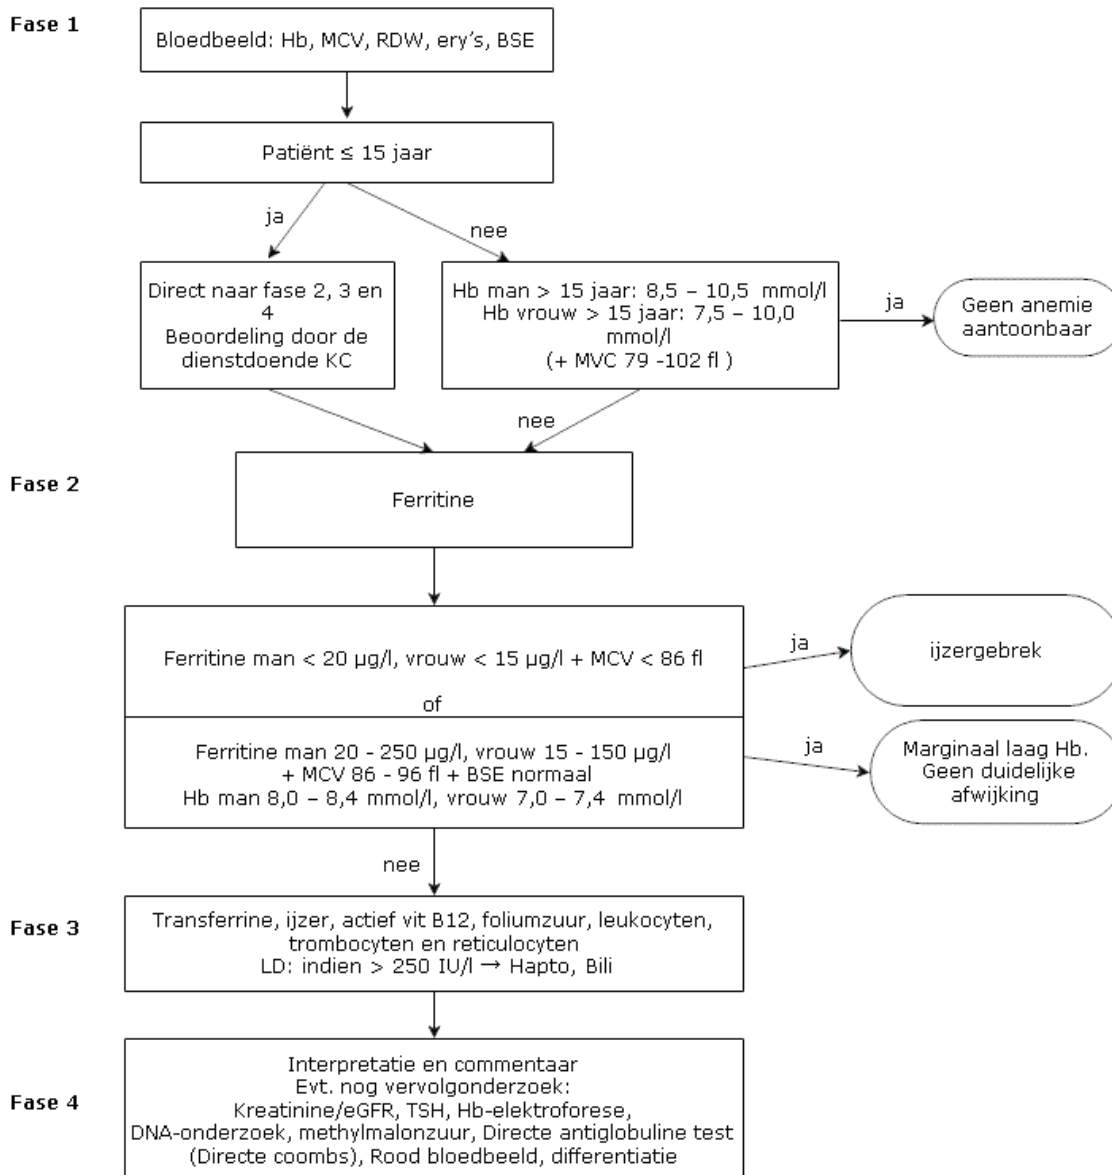 Fase 1
Bloedbeeld: Hb, MCV, RDW, ery's, BSE
Patiënt ≤ 15 jaar
ja
nee
Direct naar fase 2, 3 en
4
Beoordeling door de
dienstdoende KC
Hb man > 15 jaar: 8,5 – 10,5 mmol/l
Hb vrouw > 15 jaar: 7,5 – 10,0
mmol/l
(+ MVC 79 -102 fl )
ja
Geen anemie
aantoonbaar
nee
Fase 2
Ferritine
Ferritine man < 20 µg/l, vrouw < 15 µg/l + MCV < 86 fl
of
ja
ijzergebrek
Ferritine man 20 - 250 µg/l, vrouw 15 - 150 µg/l
+ MCV 86 - 96 fl + BSE normaal
Hb man 8,0 – 8,4 mmol/l, vrouw 7,0 – 7,4 mmol/l
ja
Marginaal laag Hb.
Geen duidelijke
afwijking
nee
Fase 3
Transferrine, ijzer, actief vit B12, foliumzuur, leukocyten,
trombocyten en reticulocyten
LD: indien > 250 IU/l → Hapto, Bili
Fase 4
Interpretatie en commentaar
Evt. nog vervolgonderzoek:
Kreatinine/eGFR, TSH, Hb-elektroforese,
DNA-onderzoek, methylmalonzuur, Directe antiglobuline test
(Directe coombs), Rood bloedbeeld, differentiatie